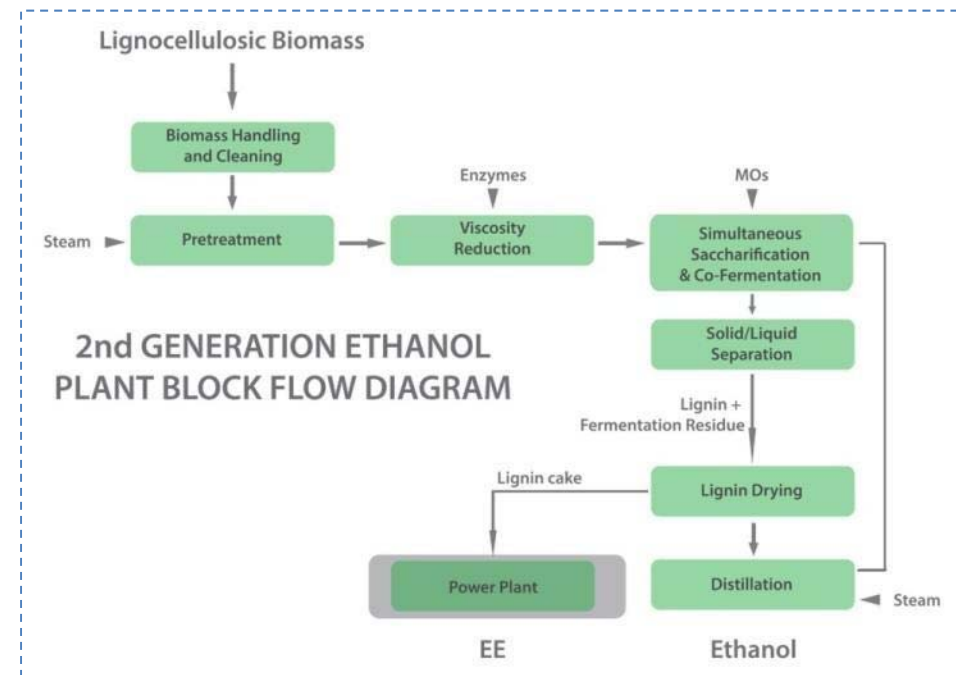 Lignocellulosic Biomass
Biomass Handling
and Cleaning
Enzymes
MOs
Steam
Pretreatment
Viscosity
Reduction
Simultaneous
Saccharification
& Co-Fermentation
2nd GENERATION ETHANOL
PLANT BLOCK FLOW DIAGRAM
Solid/Liquid
Separation
Lignin +
Fermentation Residue
Lignin cake
Lignin Drying
Power Plant
Distillation
Steam
EE
Ethanol